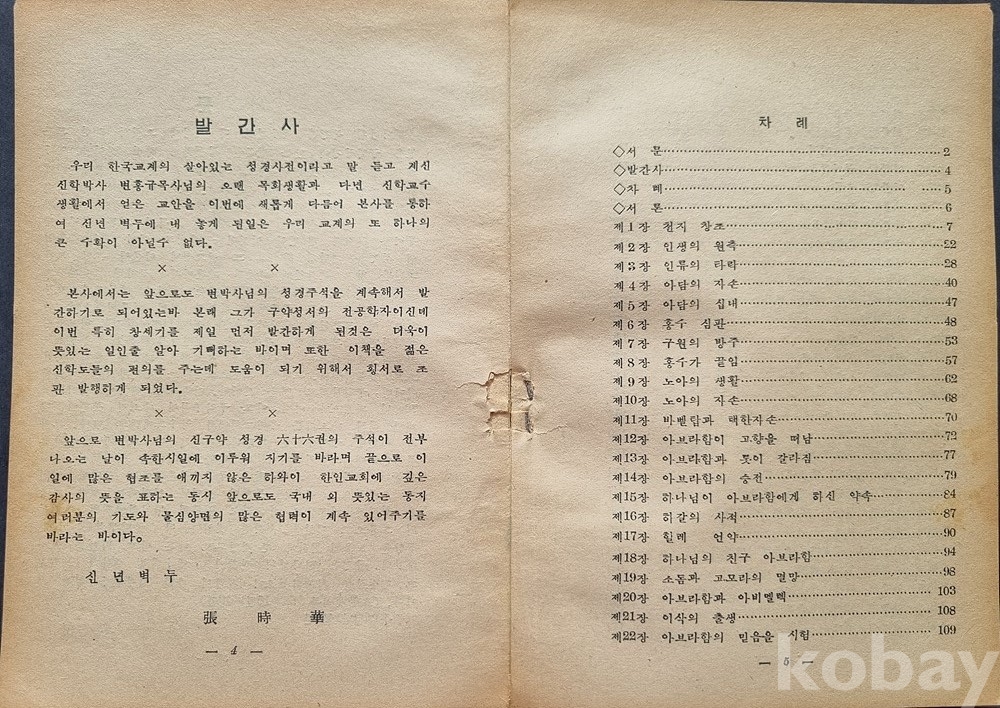 발 간 사
우리 한국교계의 살아있는 성경사전이라고 말 듣고 계신
신학박사 변홍규목사님의 오랜 목회생활과 다년 신학교수
생활에서 얻은 교안을 이번에 새롭게 다듬어 본사를 통하
여 신년 벽두에 내 놓게 된일은 우리 교계의 또 하나의
큰 수확이 아닐수 없다.
× ×
본사에서는 앞으로도 변박사님의 성경주석을 계속해서 발
간하기로 되어있는바 본래 그가 구약성서의 전공학자이신데
이번 특히 창세기를 제일 먼저 발간하게 된것은 더욱이
뜻있는 일인줄 알아 기뻐하는 바이며 또한 이책을 젊은
신학도들의 편의를 주는데 도움이 되기 위해서 횡서로 조
판 발행하게 되었다.
× ×
앞으로 변박사님의 신구약 성경 六十六권의 주석이 전부
나오는 날이 속한시일에 이루워 지기를 바라며 끝으로 이
일에 많은 협조를 애끼지 않은 하와이 한인교회에 깊은
감사의 뜻을 표하는 동시 앞으로도 국내 외 뜻있는 동지
여러분의 기도와 물심양면의 많은 협력이 계속 있어주기를
바라는 바이다.
신 년 벽 두
張 時 華
— 4 —
차 례
◇서 문 2
◇발간사 4
◇차 례 5
◇서 론 6
제1장 천지 창조 7
제2장 인생의 원측 22
제3장 인류의 타락 28
제4장 아담의 자손 40
제5장 아담의 십대 47
제6장 홍수 심판 48
제7장 구원의 방주 53
제8장 홍수가 끝임 57
제9장 노아의 생활 62
제10장 노아의 자손 68
제11장 바벨탑과 택한자손 70
제12장 아브라함이 고향을 떠남 72
제13장 아브라함과 롯이 갈라짐 77
제14장 아브라함의 승전 79
제15장 하나님이 아브라함에게 하신 약속 84
제16장 하갈의 사적 87
제17장 할례 언약 90
제18장 하나님의 친구 아브라함 94
제19장 소돔과 고모라의 멸망 98
제20장 아브라함과 아비멜렉 103
제21장 이삭의 출생 108
제22장 아브라함의 믿음을 시험 109
— 5 —
kobay